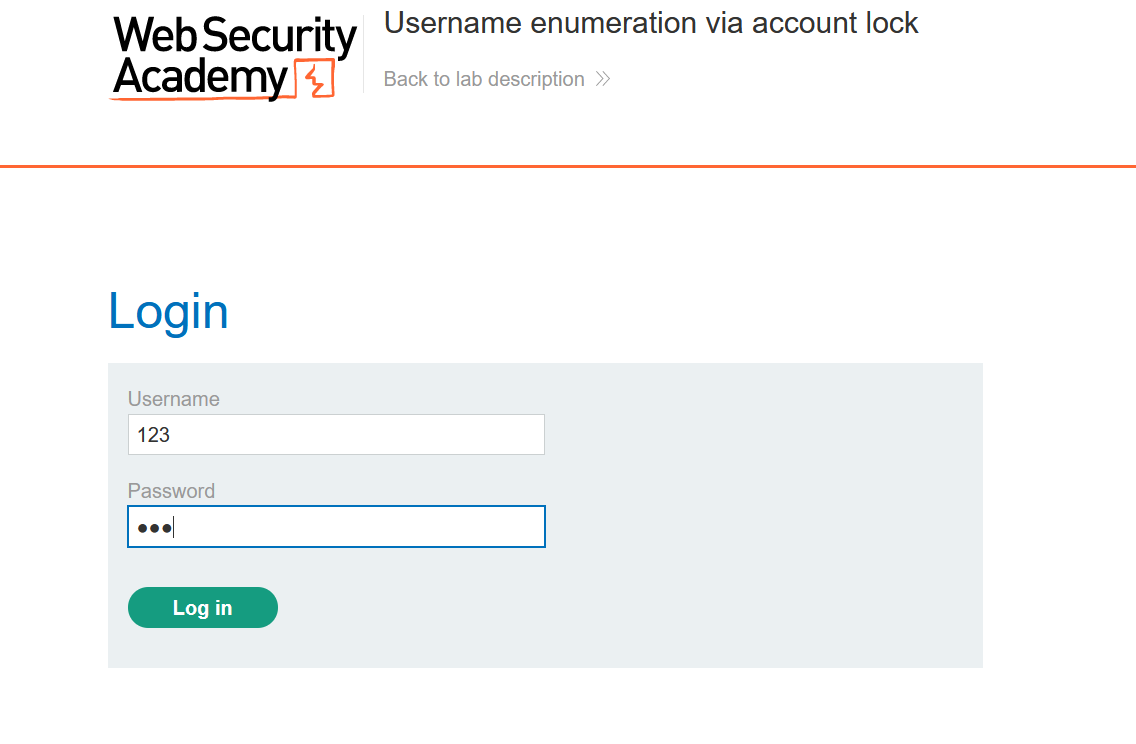 Web Security
Academy
Username enumeration via account lock
Back to lab description
Login
Username
123
Password
•••
Log in